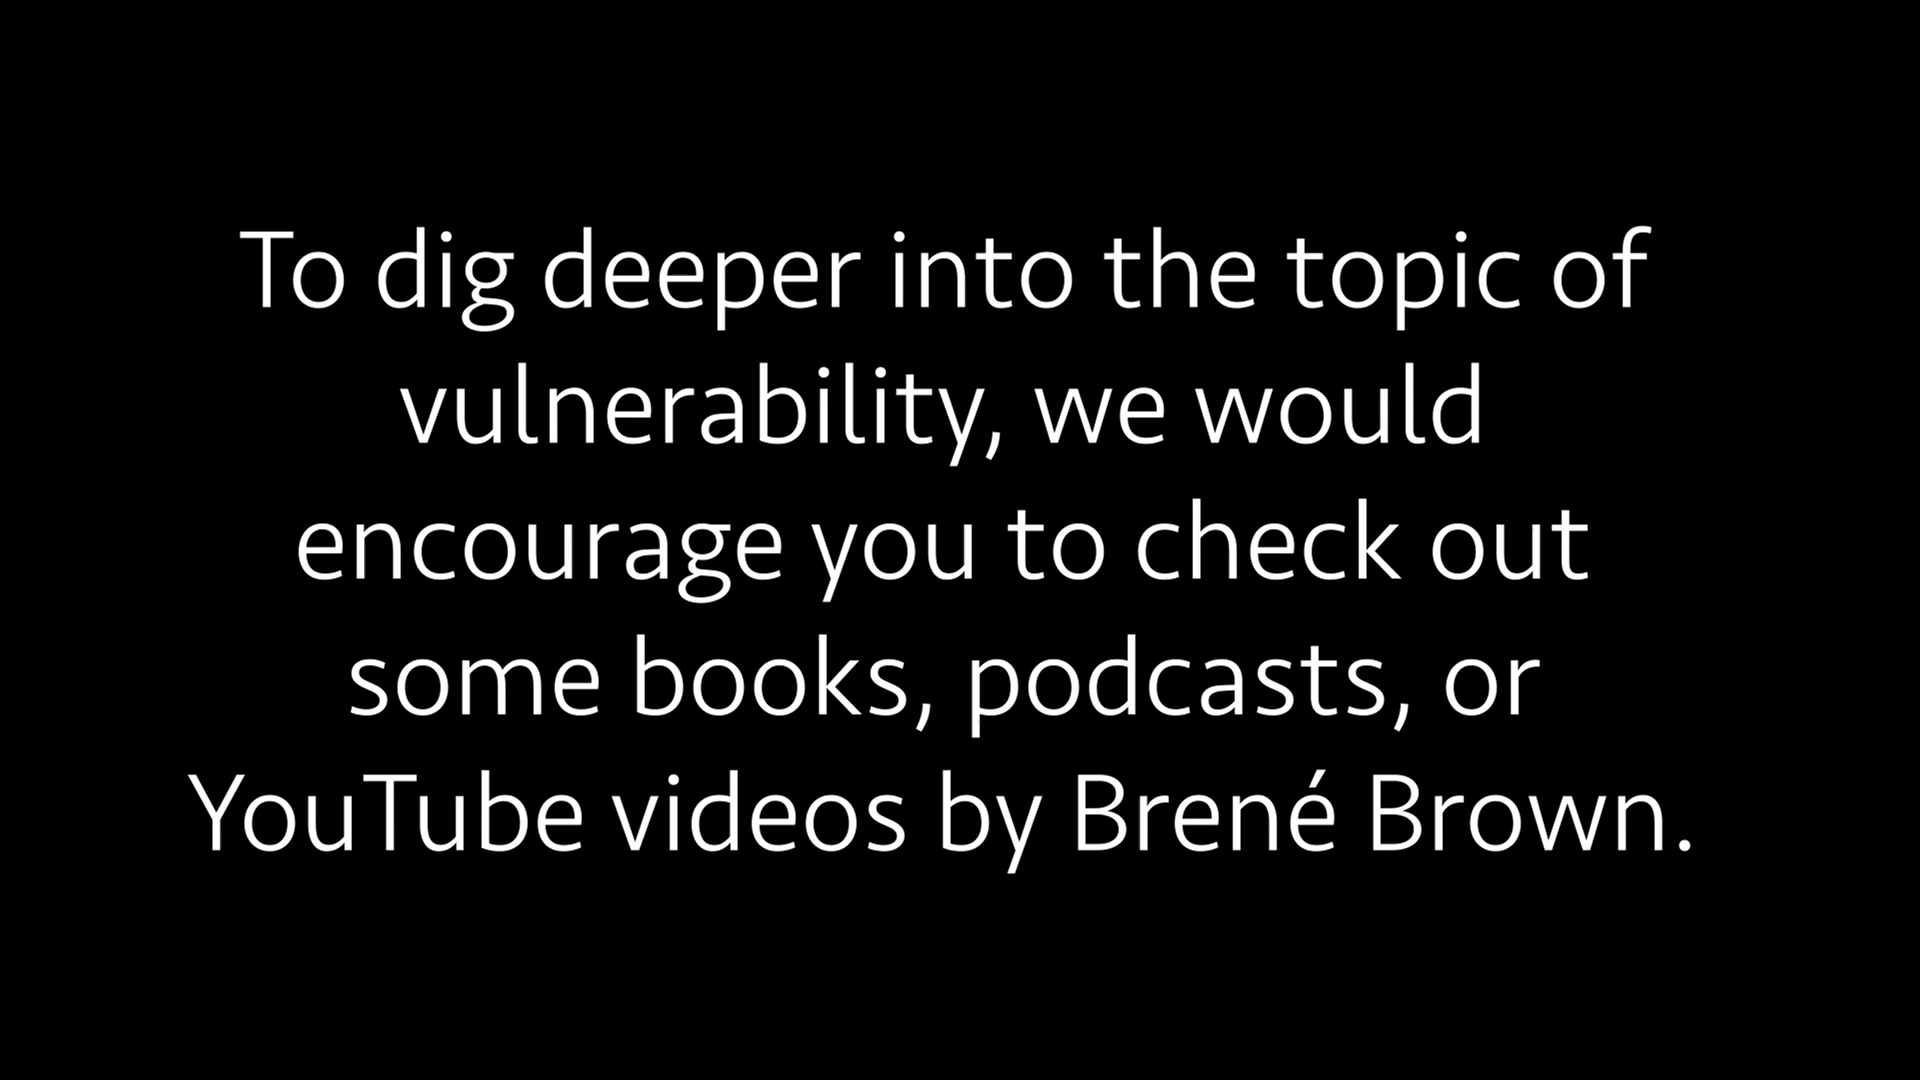 To dig deeper into the topic of
vulnerability, we would
encourage you to check out
some books, podcasts, or
YouTube videos by Brené Brown.